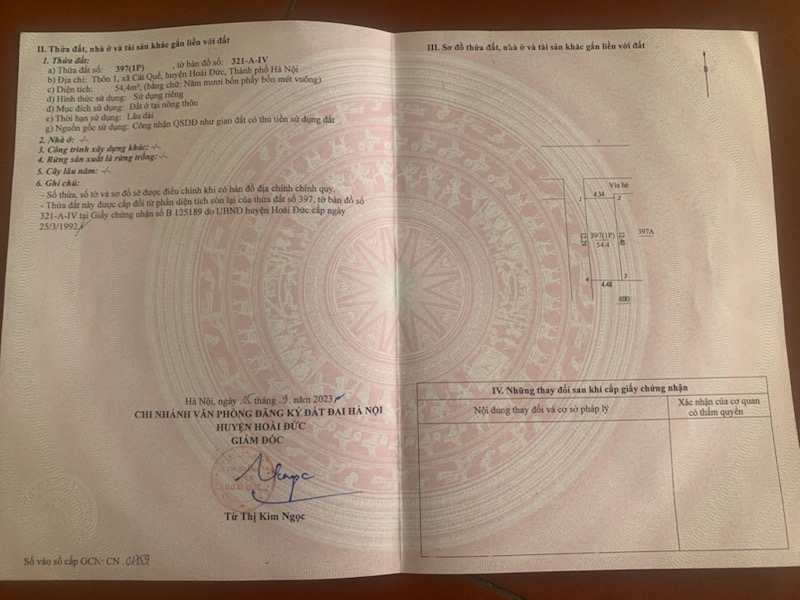 II. Thửa đất, nhà ở và tài sản khác gắn liền với đất
1. Thửa đất:
a) Thửa đất số: 397(1P) , tờ bản đồ số: 321-A-IV
b) Địa chỉ: Thôn 1, xã Cát Quế, huyện Hoài Đức, Thành phố Hà Nội
c) Diện tích: 54,4m², (bằng chữ: Năm mươi bốn phẩy bốn mét vuông)
d) Hình thức sử dụng: Sử dụng riêng
đ) Mục đích sử dụng: Đất ở tại nông thôn
e) Thời hạn sử dụng: Lâu dài
g) Nguồn gốc sử dụng: Công nhận QSDĐ như giao đất có thu tiền sử dụng đất
2. Nhà ở: -/-
3. Công trình xây dựng khác: -/-
4. Rừng sản xuất là rừng trồng: -/-
5. Cây lâu năm: -/-
6. Ghi chú:
- Số thửa, số tờ và sơ đồ sẽ được điều chỉnh khi có bản đồ địa chính chính quy.
- Thửa đất này được cấp đổi từ phần diện tích còn lại của thửa đất số 397, tờ bản đồ số
321-A-IV tại Giấy chứng nhận số B 125189 do UBND huyện Hoài Đức cấp ngày
25/3/1992
Hà Nội, ngày tháng 9 năm 2023
CHI NHÁNH VĂN PHÒNG ĐĂNG KÝ ĐẤT ĐAI HÀ NỘI
HUYỆN HOÀI ĐỨC
GIÁM ĐỐC
Từ Thị Kim Ngọc
Số vào sổ cấp GCN: CN
III. Sơ đồ thửa đất, nhà ở và tài sản khác gắn liền với đất
B
Vỉa hè
4.34
1
2
397(1P)
54.4
397A
4
3
4.48
400
IV. Những thay đổi sau khi cấp giấy chứng nhận
Nội dung thay đổi và cơ sở pháp lý
Xác nhận của cơ quan
có thẩm quyền